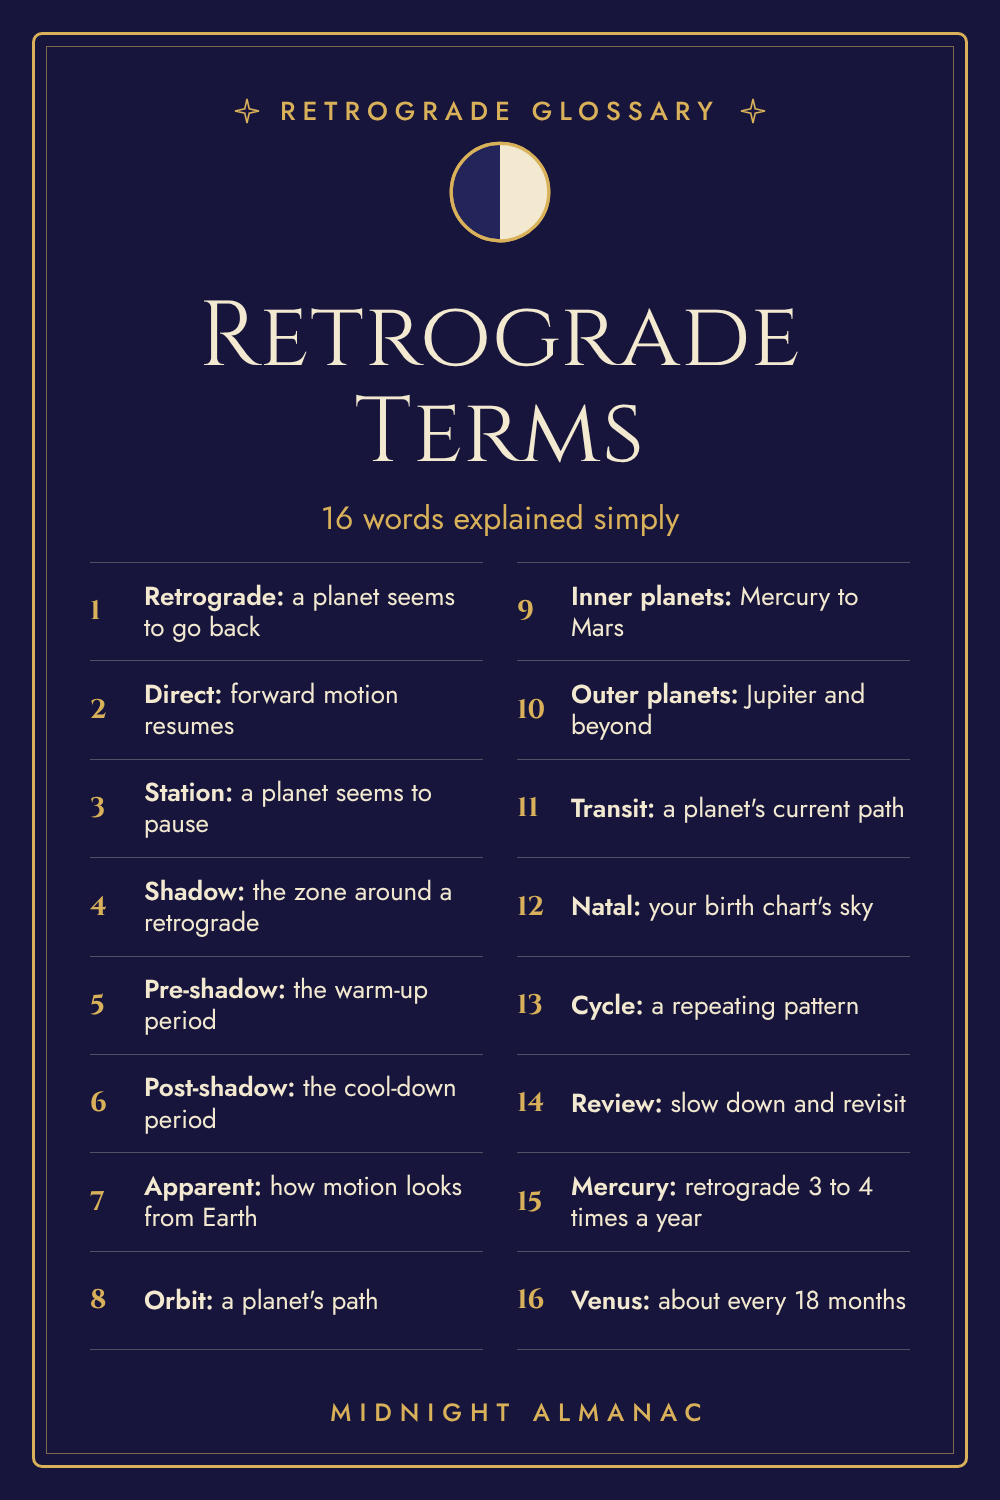 RETROGRADE GLOSSARY
Retrograde
Terms
16 words explained simply
1 Retrograde: a planet seems
to go back
2 Direct: forward motion
resumes
3 Station: a planet seems to
pause
4 Shadow: the zone around a
retrograde
5 Pre-shadow: the warm-up
period
6 Post-shadow: the cool-down
period
7 Apparent: how motion looks
from Earth
8 Orbit: a planet's path
9 Inner planets: Mercury to
Mars
10 Outer planets: Jupiter and
beyond
11 Transit: a planet's current path
12 Natal: your birth chart's sky
13 Cycle: a repeating pattern
14 Review: slow down and revisit
15 Mercury: retrograde 3 to 4
times a year
16 Venus: about every 18 months
MIDNIGHT ALMANAC